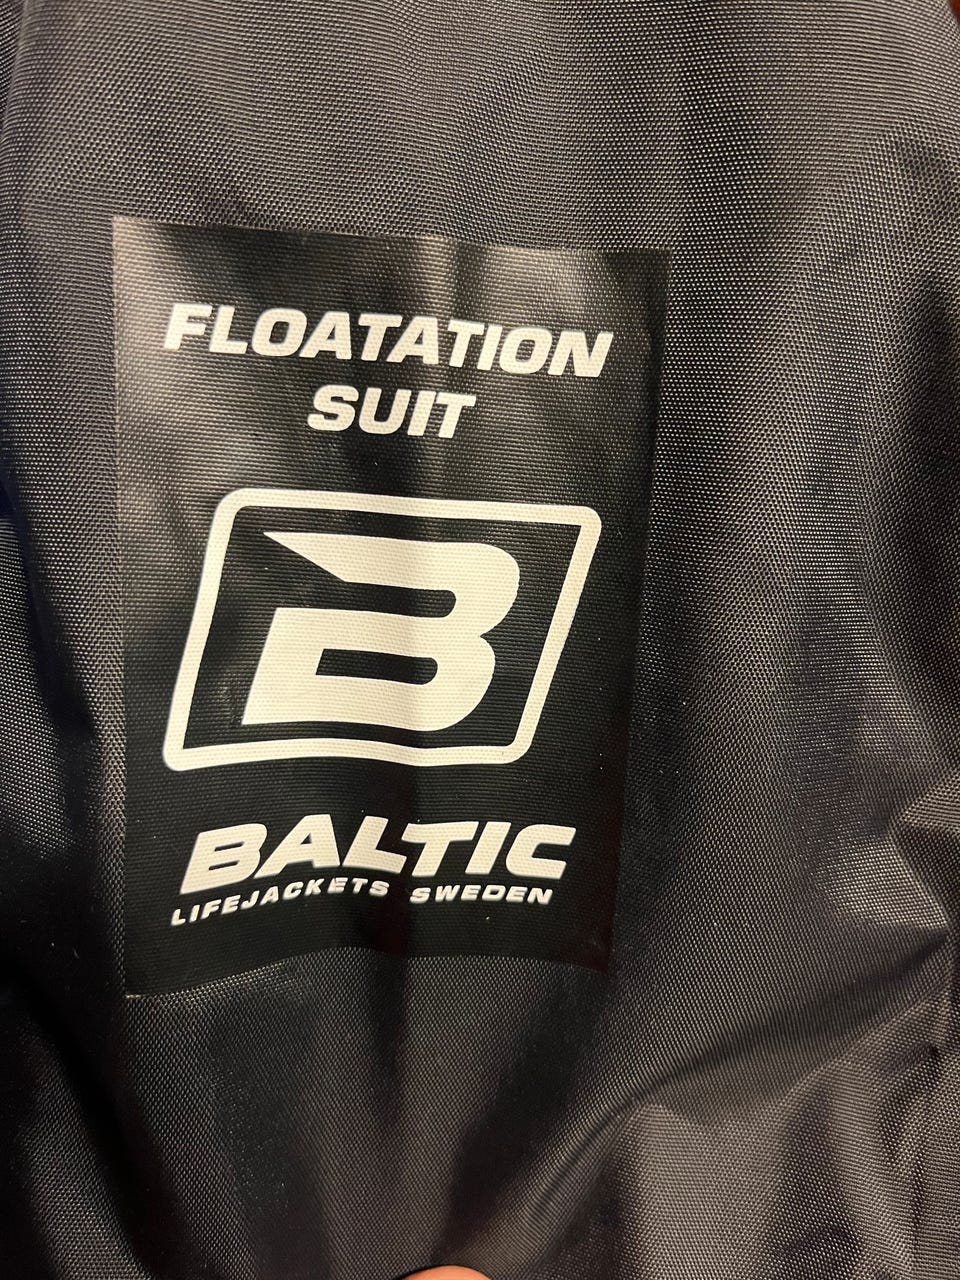 FLOATATION
SUIT
B
BALTIC
LIFEJACKETS SWEDEN